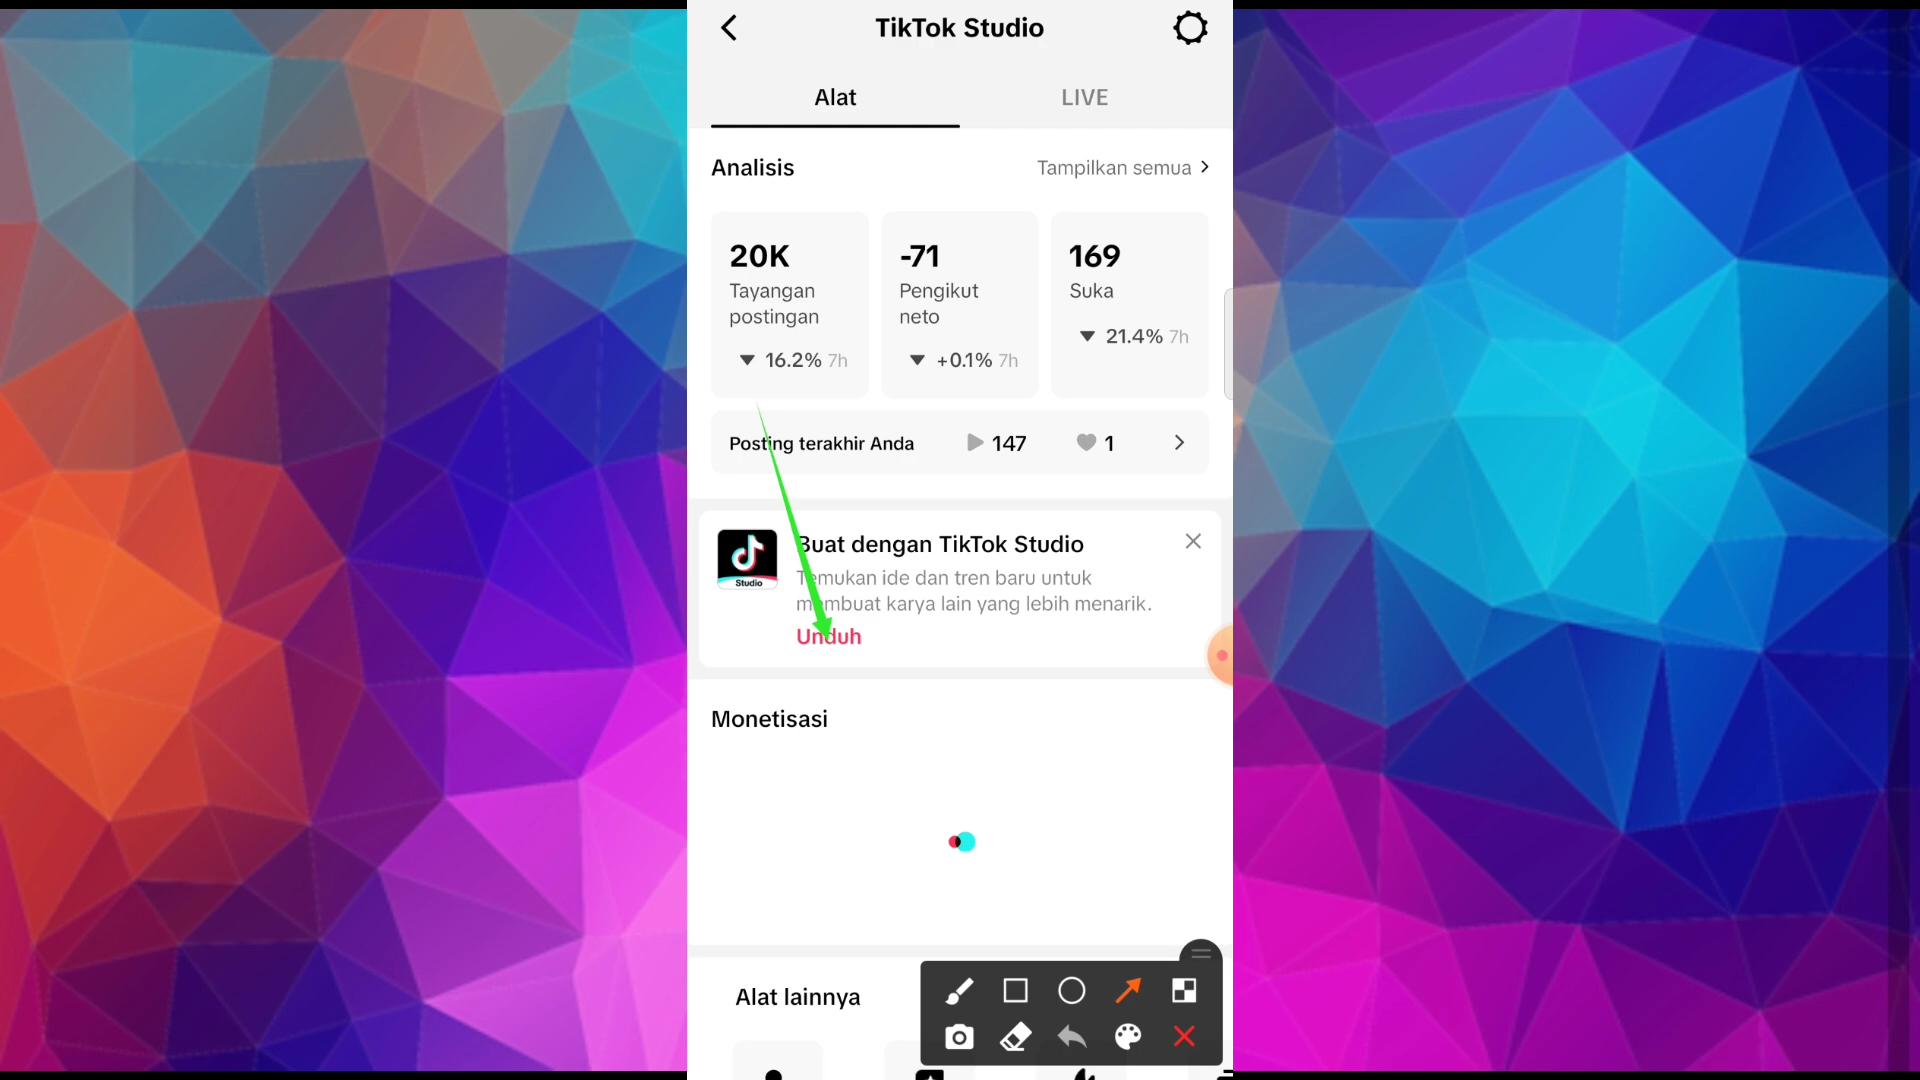 TikTok Studio
Alat
LIVE
Analisis
Tampilkan semua
20K
Tayangan
postingan
16.2% 7h
-71
Pengikut
neto
+0.1% 7h
169
Suka
21.4% 7h
Posting terakhir Anda
147
1
Studio
Buat dengan TikTok Studio
Temukan ide dan tren baru untuk
membuat karya lain yang lebih menarik.
Unduh
Monetisasi
Alat lainnya